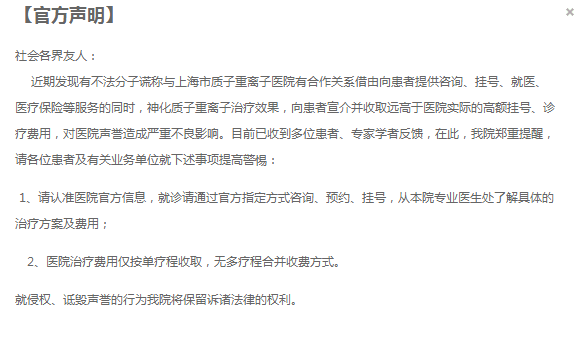 【官方声明】
社会各界友人：
近期发现有不法分子谎称与上海市质子重离子医院有合作关系借由向患者提供咨询、挂号、就医、
医疗保险等服务的同时，神化质子重离子治疗效果，向患者宣介并收取远高于医院实际的高额挂号、诊
疗费用，对医院声誉造成严重不良影响。目前已收到多位患者、专家学者反馈，在此，我院郑重提醒，
请各位患者及有关业务单位就下述事项提高警惕：
1、请认准医院官方信息，就诊请通过官方指定方式咨询、预约、挂号，从本院专业医生处了解具体的
治疗方案及费用；
2、医院治疗费用仅按单疗程收取，无多疗程合并收费方式。
就侵权、诋毁声誉的行为我院将保留诉诸法律的权利。